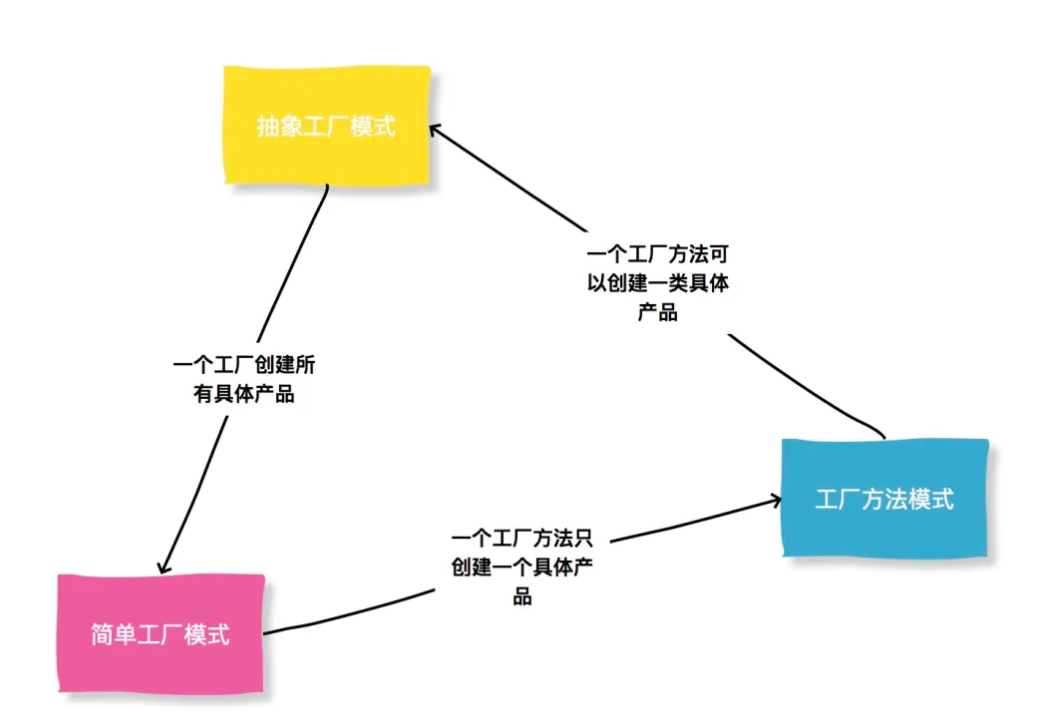 抽象工厂模式
一个工厂方法可
以创建一类具体
产品
一个工厂创建所
有具体产品
工厂方法模式
一个工厂方法只
创建一个具体产
品
简单工厂模式